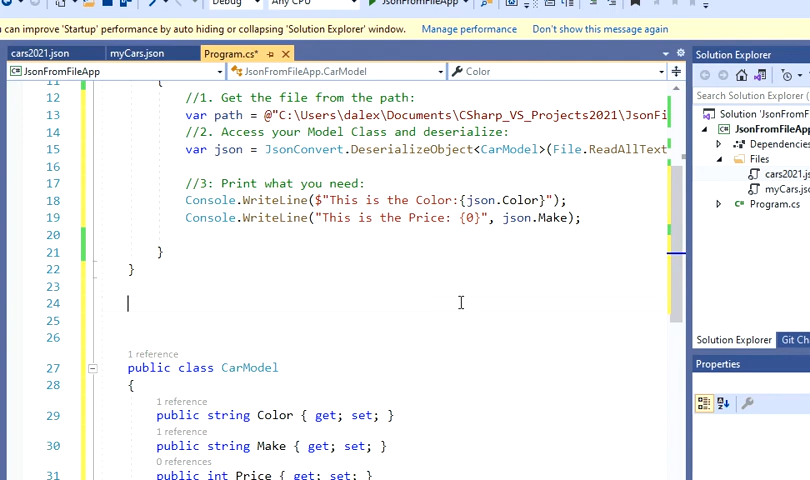 Debug Any CPU JsonFromFileApp
can improve 'Startup' performance by auto hiding or collapsing 'Solution Explorer' window. Manage performance Don't show this message again
cars2021.json myCars.json Program.cs*
Solution Explorer
JsonFromFileApp JsonFromFileApp.CarModel Color
Search Solution Explorer
11 {
12 //1. Get the file from the path:
13 var path = @"C:\Users\dalex\Documents\CSharp_VS_Projects2021\JsonFi
14 //2. Access your Model Class and deserialize:
15 var json = JsonConvert.DeserializeObject<CarModel>(File.ReadAllText
16
17 //3: Print what you need:
18 Console.WriteLine($"This is the Color:{json.Color}");
19 Console.WriteLine("This is the Price: {0}", json.Make);
20
21 }
22 }
23
24
25
26
1 reference
27 public class CarModel
28 {
1 reference
29 public string Color { get; set; }
1 reference
30 public string Make { get; set; }
0 references
31 public int Price { get; set; }
Solution 'JsonFrom
JsonFromFileApp
Dependencies
Files
cars2021.js
myCars.jso
Program.cs
Solution Explorer Git Ch
Properties